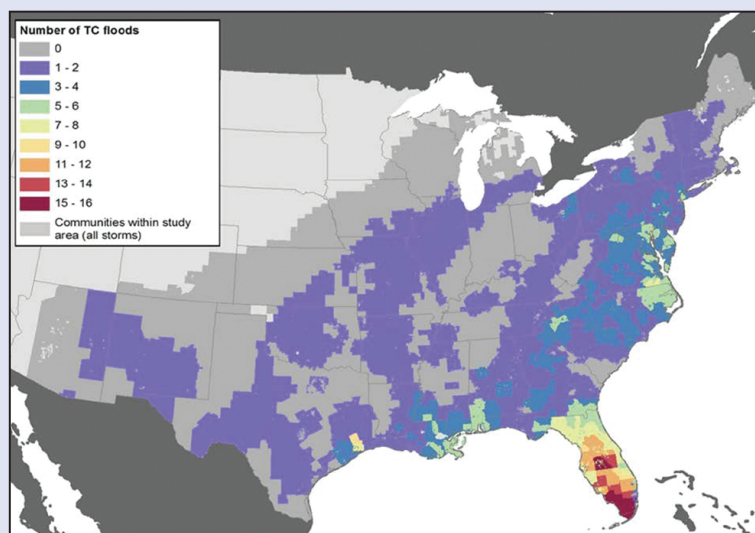 Number of TC floods
0
1 - 2
3 - 4
5 - 6
7 - 8
9 - 10
11 - 12
13 - 14
15 - 16
Communities within study
area (all storms)